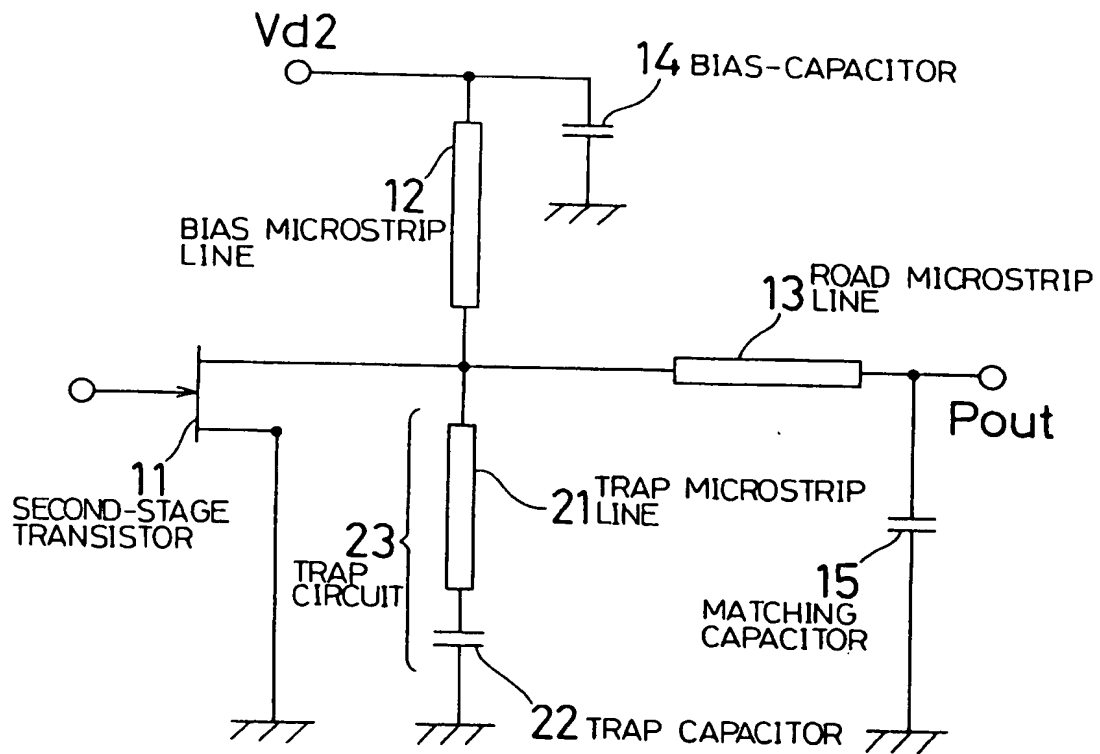 Vd2
14 BIAS-CAPACITOR
12
BIAS MICROSTRIP
LINE
13 ROAD MICROSTRIP
LINE
Pout
11
SECOND-STAGE
TRANSISTOR
21 TRAP MICROSTRIP
LINE
23
TRAP
CIRCUIT
15
MATCHING
CAPACITOR
22 TRAP CAPACITOR